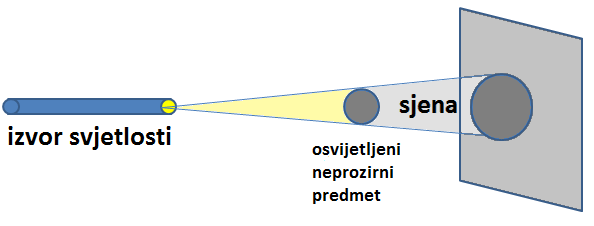 izvor svjetlosti
osvijetljeni
neprozirni
predmet
sjena